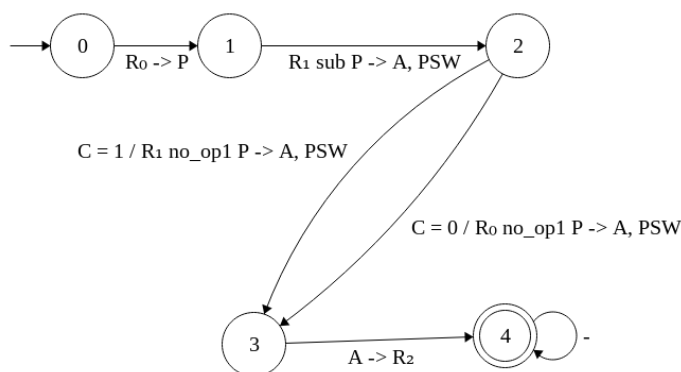 0
1
2
R₀ -> P
R₁ sub P -> A, PSW
C = 1 / R₁ no_op1 P -> A, PSW
C = 0 / R₀ no_op1 P -> A, PSW
3
4
-
A -> R₂